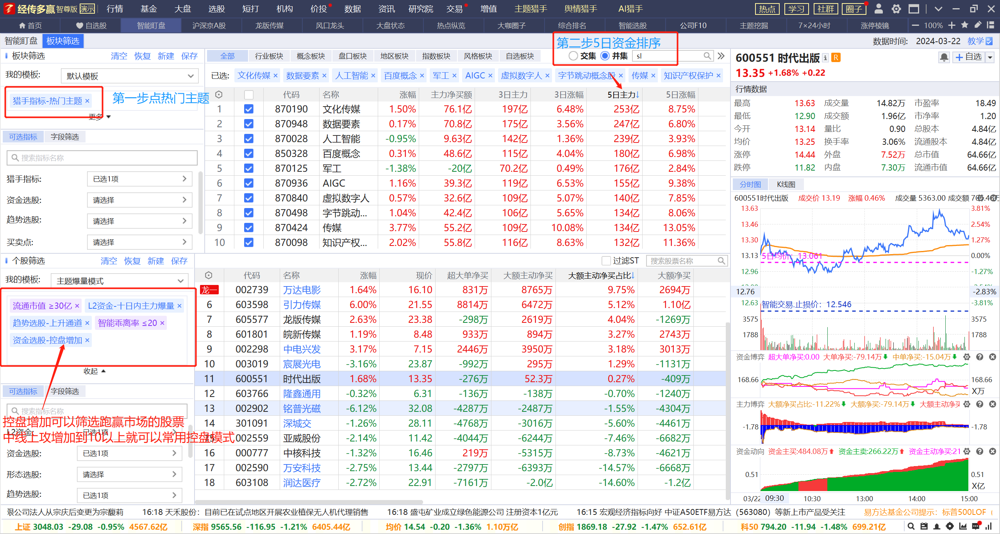 经传多赢 智尊版 演示 行情 基金 大盘 选股 短打 机构 价投 数据 资讯 研究院 交易 增值 主题猎手 舆情猎手 AI猎手 热点 学习 社群 圈子
首页 自选股 智能盯盘 沪深京A股 龙版传媒 风口龙头 大盘状态 热点纵览 大咖圈子 综合排名 智能选股 公司F10 主题挖掘 7×24小时 涨停棱镜 100%
智能盯盘 板块筛选 数据时间: 2024-03-22 教学
第二步5日资金排序
板块筛选 清空 恢复 新建 保存
我的模板: 默认模板
猎手指标-热门主题 ×
第一步点热门主题
更多
可选指标 字段筛选
搜索指标名称
猎手指标: 已选1项
资金选股: 请选择
趋势选股: 请选择
买卖点: 请选择
全部 行业板块 概念板块 盘口板块 地区板块 指数板块 风格板块 自选板块 交集 并集 sl
已选: 文化传媒 × 数据要素 × 人工智能 × 百度概念 × 军工 × AIGC × 虚拟数字人 × 字节跳动概念股 × 传媒 × 知识产权保护 ×
代码 名称 涨幅 主力净买额 3日主力 3日涨幅 5日主力↓ 5日涨幅
1 870190 文化传媒 1.50% 76.1亿 197亿 6.48% 253亿 8.75%
2 870948 数据要素 0.17% 70.8亿 175亿 3.56% 247亿 6.80%
3 870028 人工智能 -0.95% 9.63亿 142亿 1.36% 239亿 3.93%
4 850328 百度概念 0.31% 48.6亿 115亿 4.04% 180亿 6.98%
5 870125 军工 -1.38% -20亿 70.2亿 0.49% 176亿 2.84%
6 870936 AIGC 1.16% 39.3亿 119亿 6.53% 155亿 9.38%
7 870840 虚拟数字人 0.57% 32.6亿 109亿 5.07% 140亿 7.85%
8 870498 字节跳动... 1.04% 42.4亿 106亿 5.65% 134亿 8.06%
9 870424 传媒 3.77% 55.2亿 109亿 10.08% 134亿 13.05%
10 870098 知识产权... 2.02% 55.8亿 116亿 8.63% 132亿 11.36%
个股筛选 清空 恢复 新建 保存
我的模板: 主题爆量模式
流通市值 ≥30亿 × L2资金-十日内主力爆量 ×
趋势选股-上升通道 × 智能乖离率 ≤20 ×
资金选股-控盘增加 ×
收起
可选指标 字段筛选
搜索指标名称
控盘增加可以筛选跑赢市场的股票
L2资金: 已选1项
中线上攻增加到10以上就可以常用控盘模式
资金选股: 已选1项
形态选股: 请选择
趋势选股: 已选1项
过滤ST 搜索股票名称
代码 名称 涨幅 现价 超大单净买 大额主动净买 大额主动净买占比↓ 大额净买
龙一 002739 万达电影 1.64% 16.10 831万 8765万 9.75% 2694万
6 603598 引力传媒 6.00% 21.55 8814万 6472万 5.12% 1.10亿
7 605577 龙版传媒 2.63% 23.38 -298万 2619万 4.04% -1269万
8 601801 皖新传媒 1.19% 8.48 933万 894万 3.27% 2743万
9 002298 中电兴发 3.17% 7.15 2446万 3950万 3.18% 3013万
10 003019 宸展光电 -3.16% 23.87 -992万 295万 1.29% -1131万
11 600551 时代出版 1.68% 13.35 -276万 52.3万 0.27% -409万
12 603766 隆鑫通用 -0.32% 6.31 -136万 -138万 -0.70% -1240万
13 002902 铭普光磁 -6.12% 32.08 -4287万 -2487万 -1.55% -4304万
14 301091 深城交 -1.26% 28.11 -4768万 -3016万 -5.60% -4461万
15 002559 亚威股份 -2.14% 11.42 -4044万 -6244万 -7.46% -6682万
16 000777 中核科技 -1.32% 16.46 219万 -5315万 -8.73% -4621万
17 002590 万安科技 -2.75% 13.44 -2797万 -6393万 -14.57% -6668万
18 603108 润达医疗 -2.72% 22.91 -7161万 -2.0亿 -14.60% -1.2亿
600551 时代出版 R 自选
13.35 +1.68% +0.22
行情数据
最高 13.63 成交量 14.82万 市盈率 18.49
最低 12.90 成交额 1.96亿 市净率 1.20
今开 13.14 量比 0.90 总股本 4.84亿
均价 13.25 换手率 3.06% 流通股本 4.84亿
涨停 14.44 外盘 7.52万 总市值 64.66亿
跌停 11.82 内盘 7.30万 流通市值 64.66亿
分时图 K线图
600551时代出版 成交价 13.19 涨幅 0.46% 成交量 5363.00 成交额
13.63 3.81%
13.46 2.54%
13.30 1.27%
13.13 5日均价: 13.061 0.00%
12.96 -1.27%
12.76 -2.83%
12.63 智能交易.止损价: 12.546 -3.81%
3575 3575
1788 1788
资金博弈 超大单净买:0.00 大单净买:-79.14万 中单净买:-15.04万
168.66 168.66
X万
主力博弈 大额净买占比:-11.22% 大额净买:-79.14万 大额主动净买
-1.78 -1.78
资金动向 资金主买:484.08万 资金主卖:266.22万 资金主动净买:21
0.51 0.51
X亿
03/22 09:30 10:30 13:00 14:00 15:00
限公司法人从宗庆后变更为宗馥莉 16:18 天禾股份：目前已在试点地区开展农业植保无人机代理销售 16:18 盛屯矿业成立绿色能源公司 注册资本1亿元 16:15 宏观经济指标向好 中证A50ETF易方达（563080）等新上市产品受关注 易方达基金公司提示：标普500LOF（
上证 3048.03 -29.08 -0.95% 4567.62亿 深指 9565.56 -116.95 -1.21% 6405.44亿 均价 14.54 -0.20 -1.36% 1.10万亿 创指 1869.18 -27.92 -1.47% 652.61亿 科50 794.20 -11.94 -1.48% 699.21亿